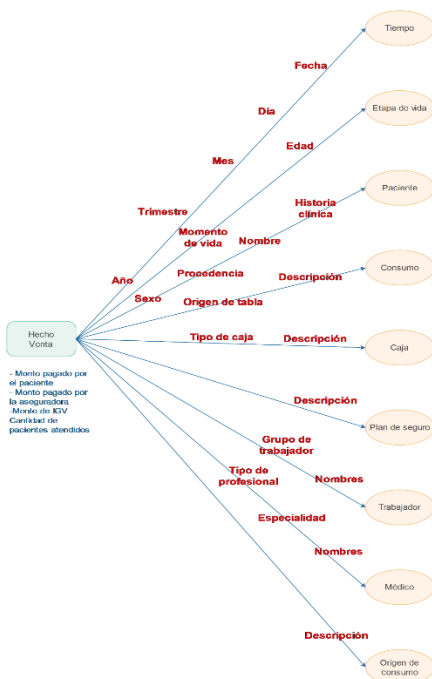 Tiempo
Fecha
Día
Etapa de vida
Edad
Mes
Paciente
Historia
clínica
Trimestre
Momento
de vida
Nombre
Consumo
Procedencia
Descripción
Año
Sexo
Origen de tabla
Hecho
Venta
Tipo de caja
Descripción
Caja
- Monto pagado por
el paciente
- Monto pagado por
la aseguradora
-Monto de IGV
Cantidad de
pacientes atendidos
Descripción
Plan de seguro
Grupo de
trabajador
Tipo de
profesional
Nombres
Trabajador
Especialidad
Nombres
Médico
Descripción
Origen de
consumo